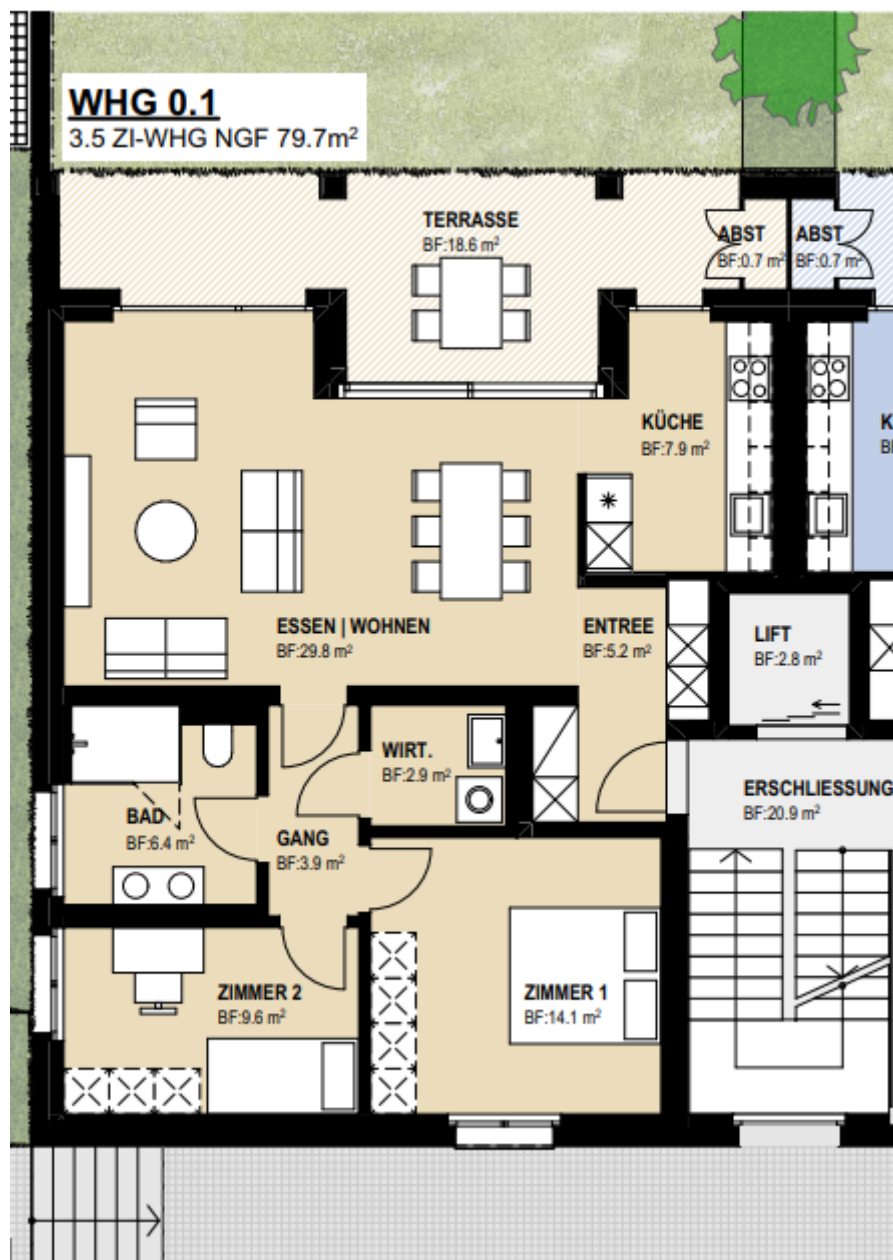 WHG 0.1
3.5 ZI-WHG NGF 79.7m²
TERRASSE
BF:18.6 m²
ABST
BF:0.7 m²
ABST
BF:0.7 m²
KÜCHE
BF:7.9 m²
K
BF
ESSEN | WOHNEN
BF:29.8 m²
ENTREE
BF:5.2 m²
LIFT
BF:2.8 m²
WIRT.
BF:2.9 m²
ERSCHLIESSUNG
BF:20.9 m²
BAD
BF:6.4 m²
GANG
BF:3.9 m²
ZIMMER 2
BF:9.6 m²
ZIMMER 1
BF:14.1 m²